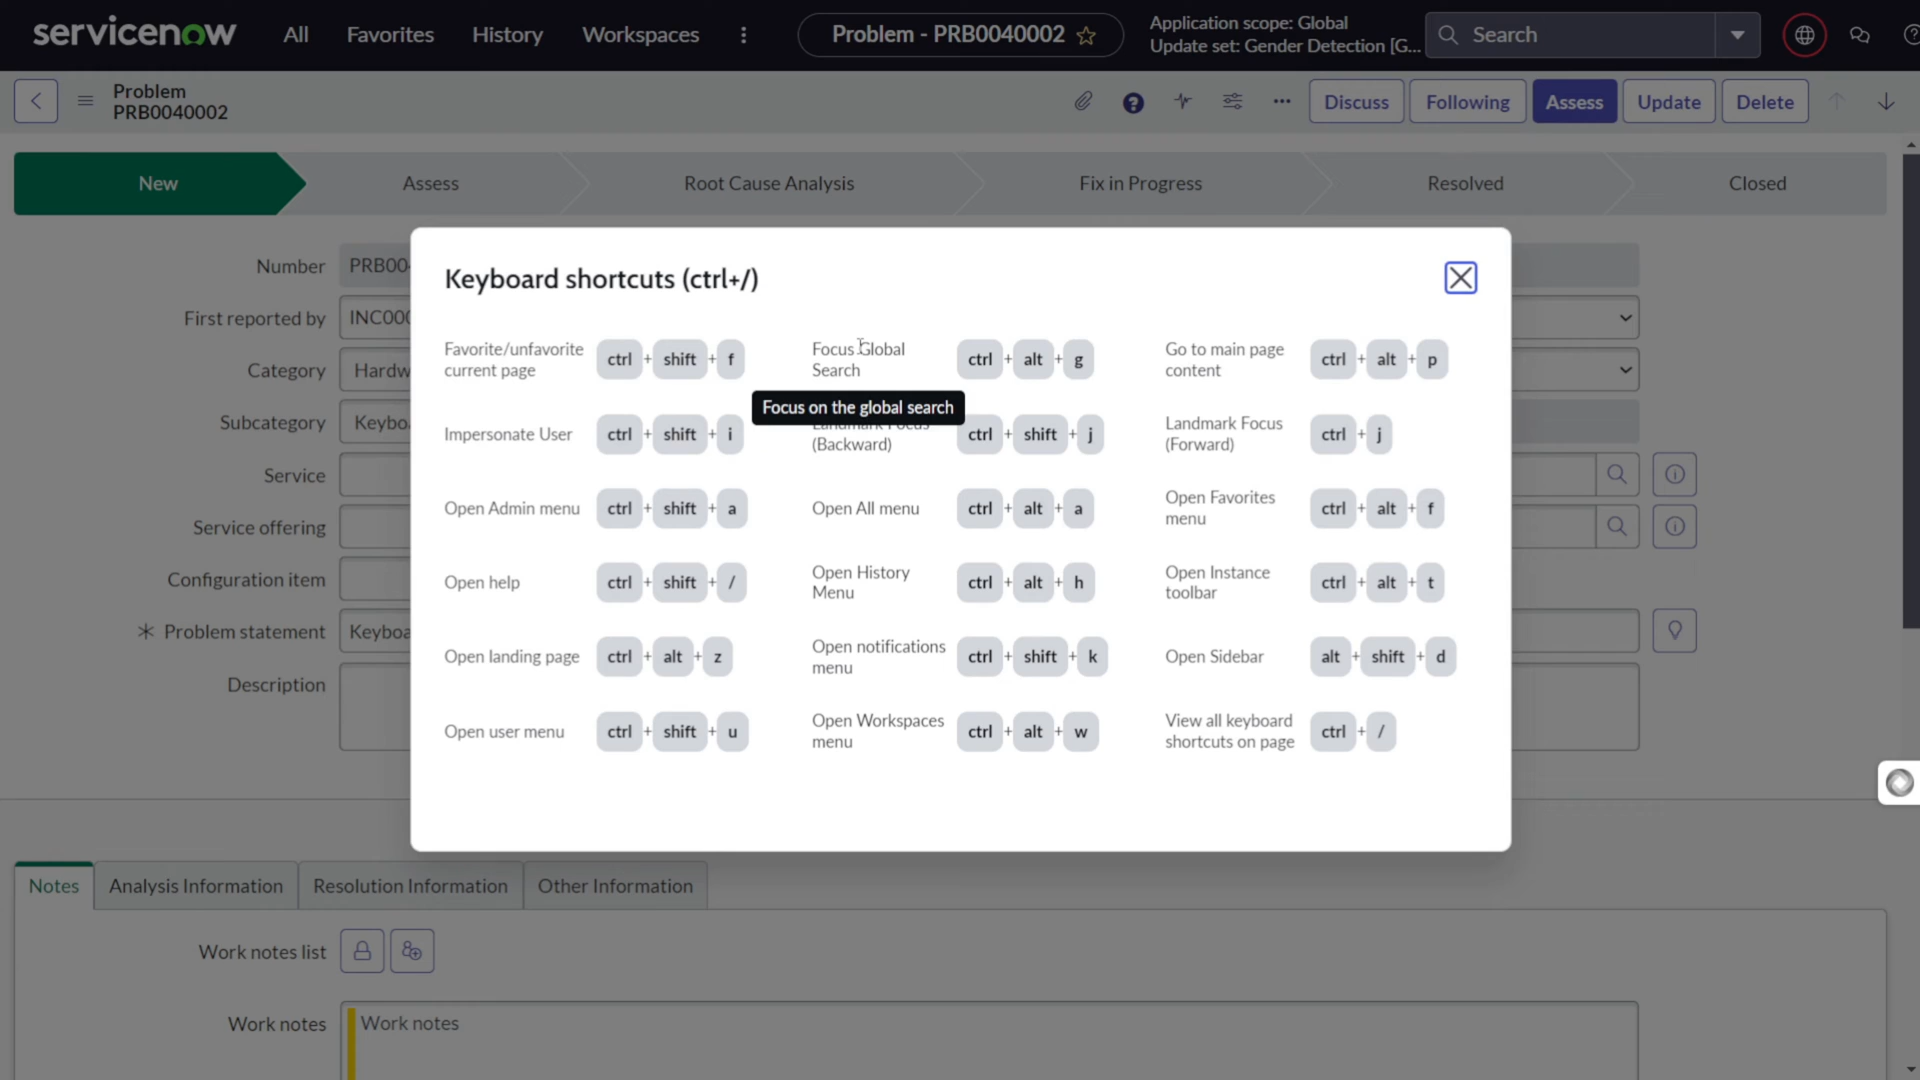 servicenow
All
Favorites
History
Workspaces
Problem - PRB0040002
Application scope: Global
Update set: Gender Detection [G...
Search
Problem
PRB0040002
Discuss
Following
Assess
Update
Delete
New
Assess
Root Cause Analysis
Fix in Progress
Resolved
Closed
Number
PRB00
First reported by
INC000
Category
Hardw
Subcategory
Keybo
Service
Service offering
Configuration item
Problem statement
Keyboa
Description
Keyboard shortcuts (ctrl+/)
Favorite/unfavorite
current page
ctrl + shift + f
Focus Global
Search
ctrl + alt + g
Go to main page
content
ctrl + alt + p
Focus on the global search
Impersonate User
ctrl + shift + i
Landmark Focus
(Backward)
ctrl + shift + j
Landmark Focus
(Forward)
ctrl + j
Open Admin menu
ctrl + shift + a
Open All menu
ctrl + alt + a
Open Favorites
menu
ctrl + alt + f
Open help
ctrl + shift + /
Open History
Menu
ctrl + alt + h
Open Instance
toolbar
ctrl + alt + t
Open landing page
ctrl + alt + z
Open notifications
menu
ctrl + shift + k
Open Sidebar
alt + shift + d
Open user menu
ctrl + shift + u
Open Workspaces
menu
ctrl + alt + w
View all keyboard
shortcuts on page
ctrl + /
Notes
Analysis Information
Resolution Information
Other Information
Work notes list
Work notes
Work notes